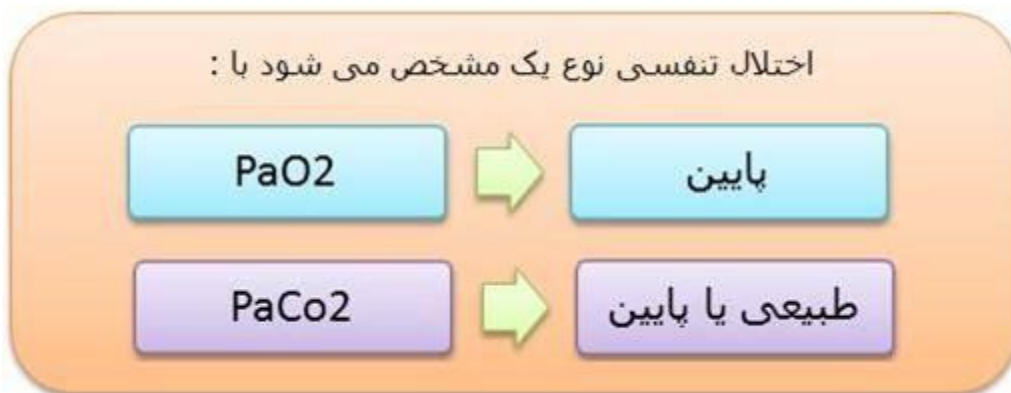 اختلال تنفسی نوع یک مشخص می شود با :
PaO2
پایین
PaCo2
طبیعی یا پایین